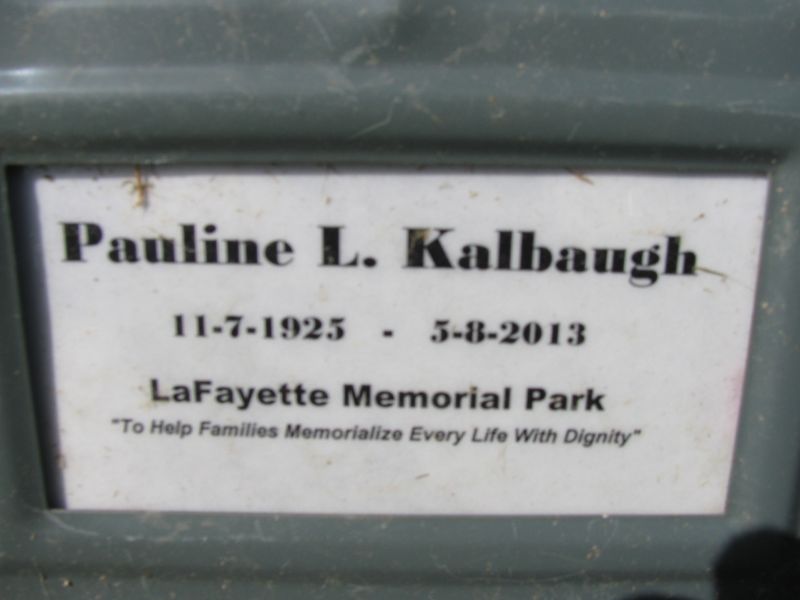 Pauline L. Kalbaugh
11-7-1925 - 5-8-2013
LaFayette Memorial Park
"To Help Families Memorialize Every Life With Dignity"